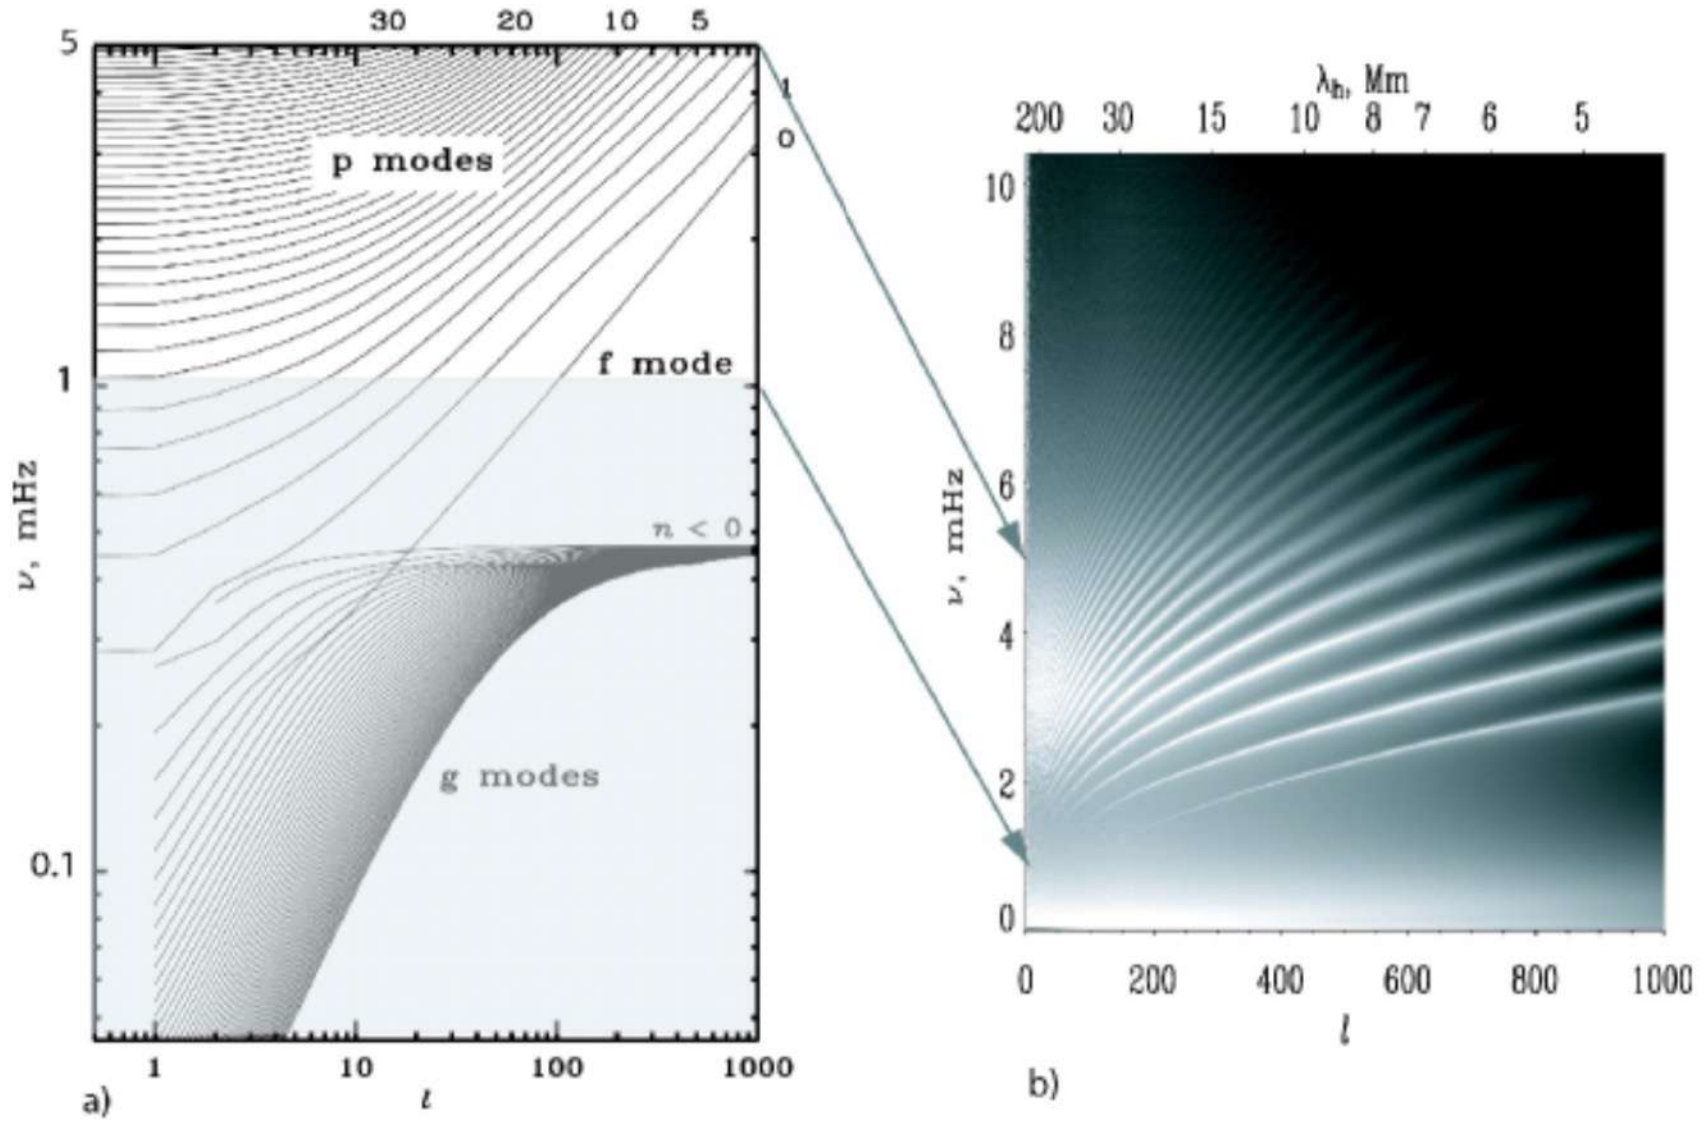 30 20 10 5
5
1
0
p modes
f mode
1
n < 0
ν, mHz
g modes
0.1
1 10 100 1000
a)
l
λh, Mm
200 30 15 10 8 7 6 5
10
8
6
ν, mHz
4
2
0
0 200 400 600 800 1000
l
b)